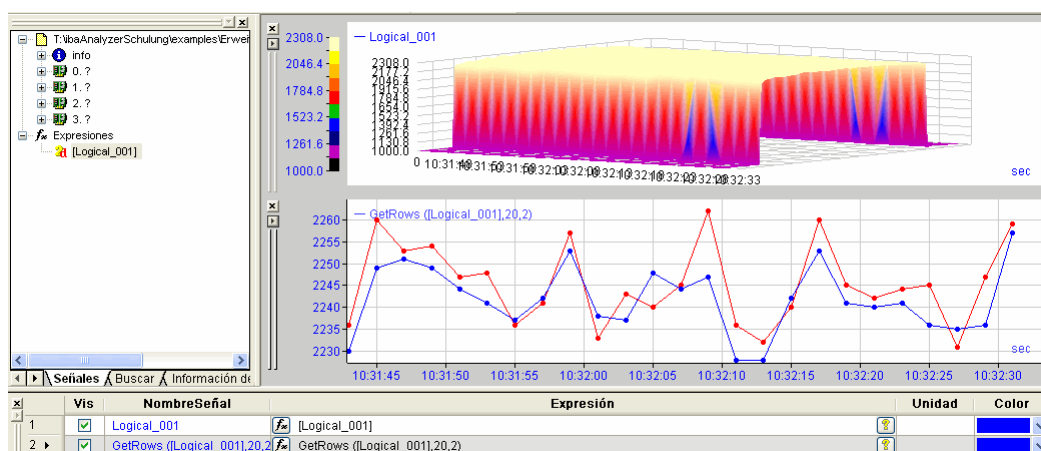 T:\ibaAnalyzerSchulung\examples\Erwei
info
0. ?
1. ?
2. ?
3. ?
Expresiones
[Logical_001]
Señales
Buscar
Información de
2308.0
2046.4
1784.8
1523.2
1261.6
1000.0
Logical_001
2308.0
2177.2
2046.4
1915.6
1784.8
1654.0
1523.2
1392.4
1261.6
1130.8
1000.0
0
10:32:33
sec
GetRows ([Logical_001],20,2)
2260
2255
2250
2245
2240
2235
2230
sec
10:31:45 10:31:50 10:31:55 10:32:00 10:32:05 10:32:10 10:32:15 10:32:20 10:32:25 10:32:30
Vis NombreSeñal Expresión Unidad Color
1 Logical_001 [Logical_001]
2 GetRows ([Logical_001],20,2 GetRows ([Logical_001],20,2)